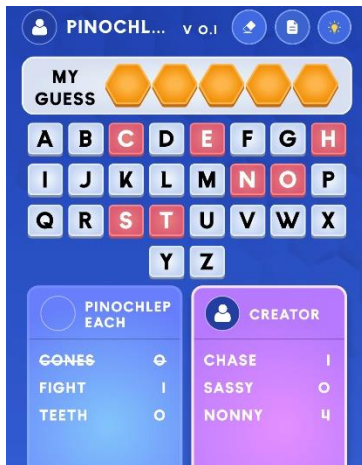 PINOCHL... V 0.1
MY
GUESS
A B C D E F G H
I J K L M N O P
Q R S T U V W X
Y Z
PINOCHLEP
EACH
CONES 0
FIGHT 1
TEETH 0
CREATOR
CHASE 1
SASSY 0
NONNY 4